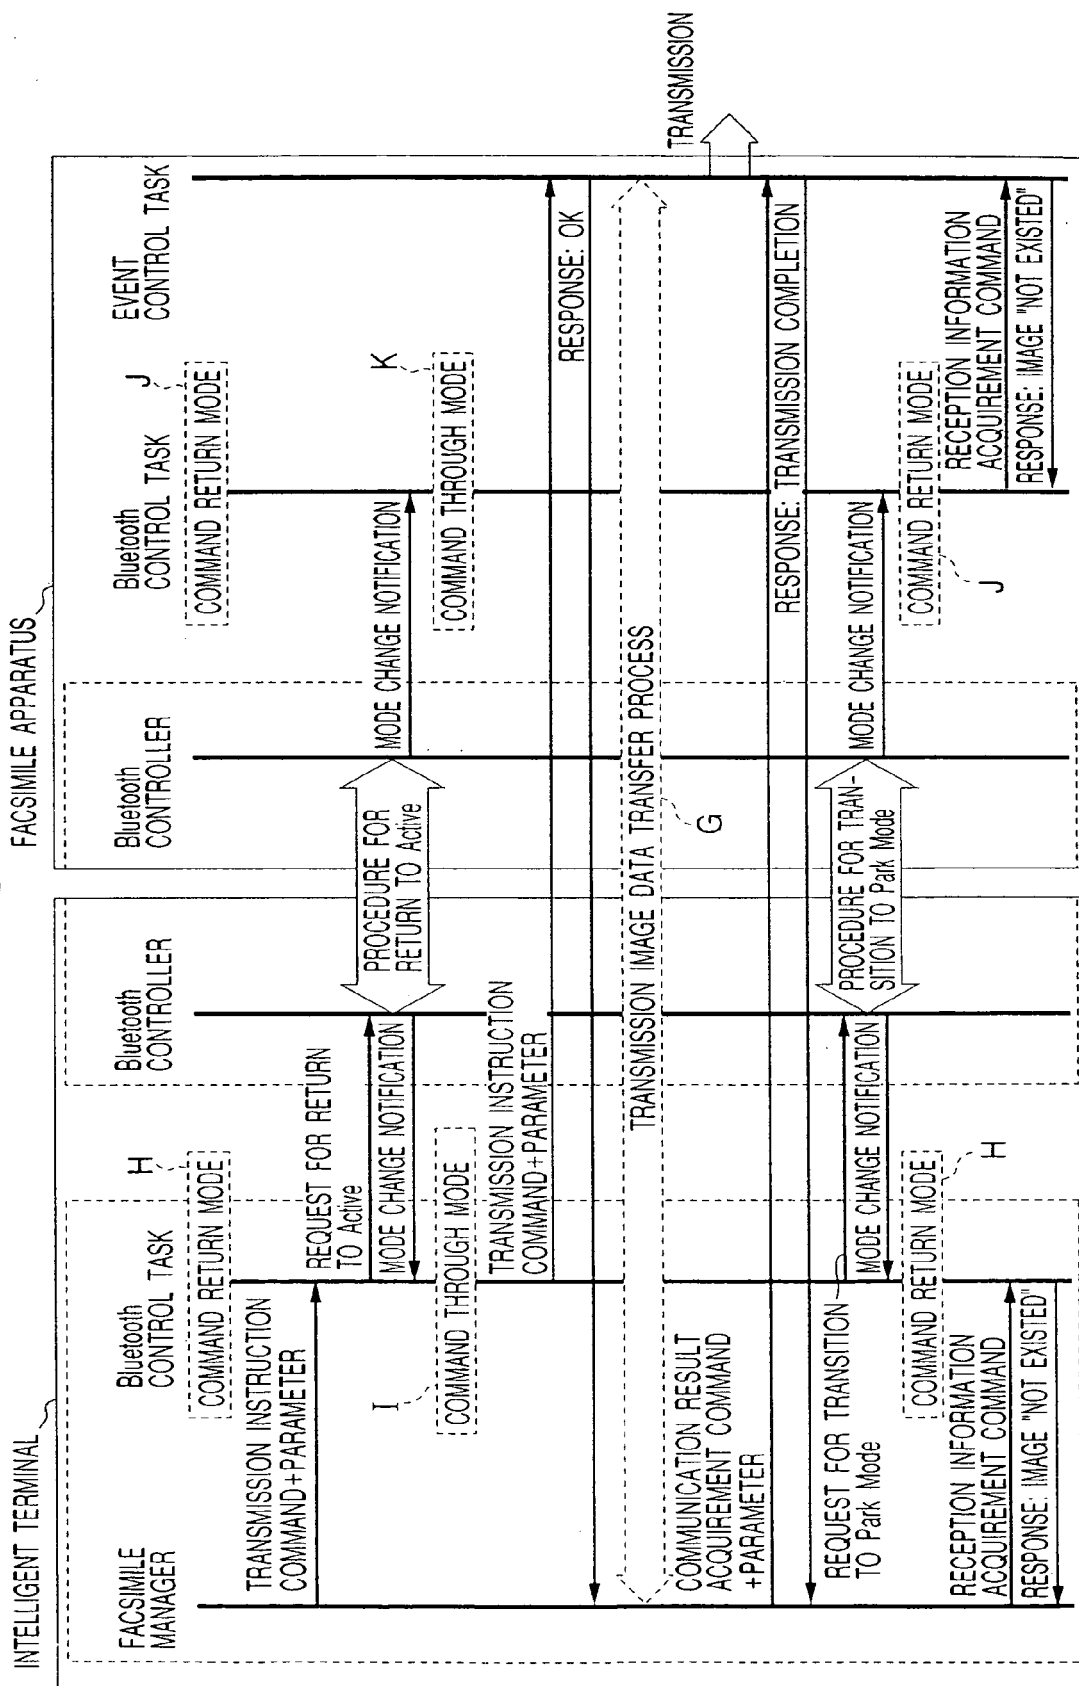 INTELLIGENT TERMINAL
FACSIMILE APPARATUS
FACSIMILE
MANAGER
Bluetooth
CONTROL TASK
Bluetooth
CONTROLLER
Bluetooth
CONTROLLER
Bluetooth
CONTROL TASK
EVENT
CONTROL TASK
COMMAND RETURN MODE
H
COMMAND RETURN MODE
J
TRANSMISSION INSTRUCTION
COMMAND+PARAMETER
REQUEST FOR RETURN
TO Active
MODE CHANGE NOTIFICATION
PROCEDURE FOR
RETURN TO Active
MODE CHANGE NOTIFICATION
I
COMMAND THROUGH MODE
COMMAND THROUGH MODE
K
TRANSMISSION INSTRUCTION
COMMAND+PARAMETER
RESPONSE: OK
TRANSMISSION IMAGE DATA TRANSFER PROCESS
G
TRANSMISSION
COMMUNICATION RESULT
ACQUIREMENT COMMAND
+PARAMETER
RESPONSE: TRANSMISSION COMPLETION
REQUEST FOR TRANSITION
TO Park Mode
MODE CHANGE NOTIFICATION
PROCEDURE FOR TRAN-
SITION TO Park Mode
MODE CHANGE NOTIFICATION
COMMAND RETURN MODE
H
COMMAND RETURN MODE
J
RECEPTION INFORMATION
ACQUIREMENT COMMAND
RESPONSE: IMAGE "NOT EXISTED"
RECEPTION INFORMATION
ACQUIREMENT COMMAND
RESPONSE: IMAGE "NOT EXISTED"